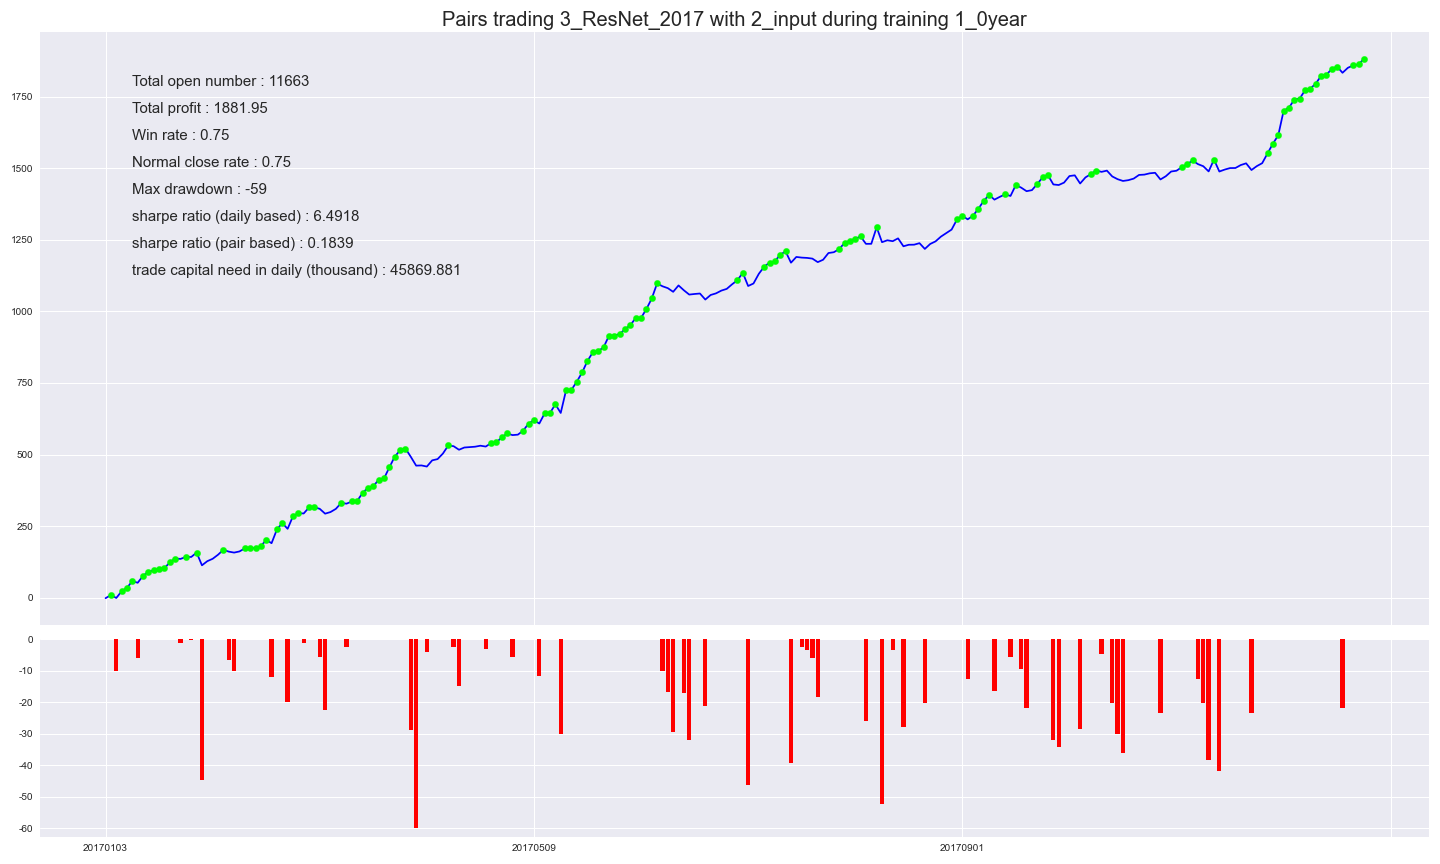 Pairs trading 3_ResNet_2017 with 2_input during training 1_0year
Total open number : 11663
Total profit : 1881.95
Win rate : 0.75
Normal close rate : 0.75
Max drawdown : -59
sharpe ratio (daily based) : 6.4918
sharpe ratio (pair based) : 0.1839
trade capital need in daily (thousand) : 45869.881
1750
1500
1250
1000
750
500
250
0
0
-10
-20
-30
-40
-50
-60
20170103
20170509
20170901